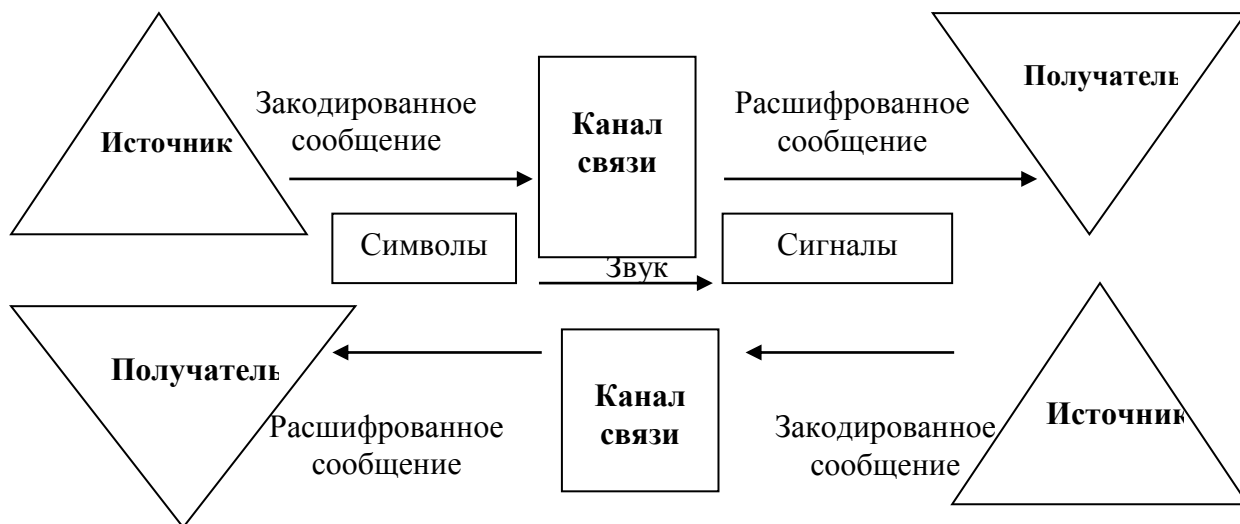 Источник
Закодированное
сообщение
Канал
связи
Расшифрованное
сообщение
Получатель
Символы
Звук
Сигналы
Получатель
Расшифрованное
сообщение
Канал
связи
Закодированное
сообщение
Источник